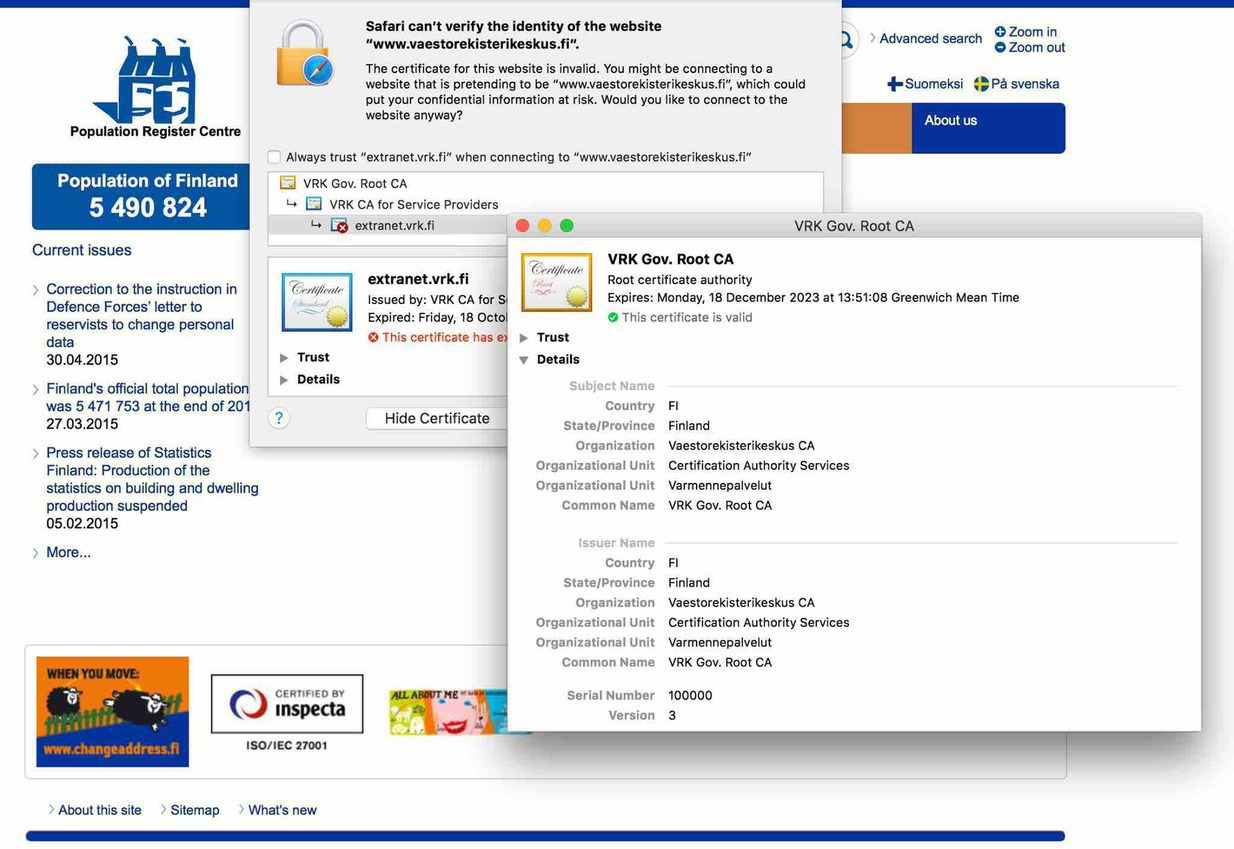 Safari can't verify the identity of the website
“www.vaestorekisterikeskus.fi”.
The certificate for this website is invalid. You might be connecting to a
website that is pretending to be “www.vaestorekisterikeskus.fi”, which could
put your confidential information at risk. Would you like to connect to the
website anyway?
Always trust “extranet.vrk.fi” when connecting to “www.vaestorekisterikeskus.fi”
VRK Gov. Root CA
VRK CA for Service Providers
extranet.vrk.fi
extranet.vrk.fi
Issued by: VRK CA for
Expired: Friday, 18
This certificate has
Trust
Details
?
Hide Certificate
Advanced search
Zoom in
Zoom out
Suomeksi
På svenska
About us
Population Register Centre
Population of Finland
5 490 824
Current issues
Correction to the instruction in
Defence Forces' letter to
reservists to change personal
data
30.04.2015
Finland's official total population
was 5 471 753 at the end of
27.03.2015
Press release of Statistics
Finland: Production of the
statistics on building and dwelling
production suspended
05.02.2015
More...
VRK Gov. Root CA
Certificate
Standard
Certificate
Root
VRK Gov. Root CA
Root certificate authority
Expires: Monday, 18 December 2023 at 13:51:08 Greenwich Mean Time
This certificate is valid
Trust
Details
Subject Name
Country FI
State/Province Finland
Organization Vaestorekisterikeskus CA
Organizational Unit Certification Authority Services
Organizational Unit Varmennepalvelut
Common Name VRK Gov. Root CA
Issuer Name
Country FI
State/Province Finland
Organization Vaestorekisterikeskus CA
Organizational Unit Certification Authority Services
Organizational Unit Varmennepalvelut
Common Name VRK Gov. Root CA
Serial Number 100000
Version 3
WHEN YOU MOVE:
www.changeaddress.fi
CERTIFIED BY
inspecta
ISO/IEC 27001
ALL ABOUT ME
About this site
Sitemap
What's new